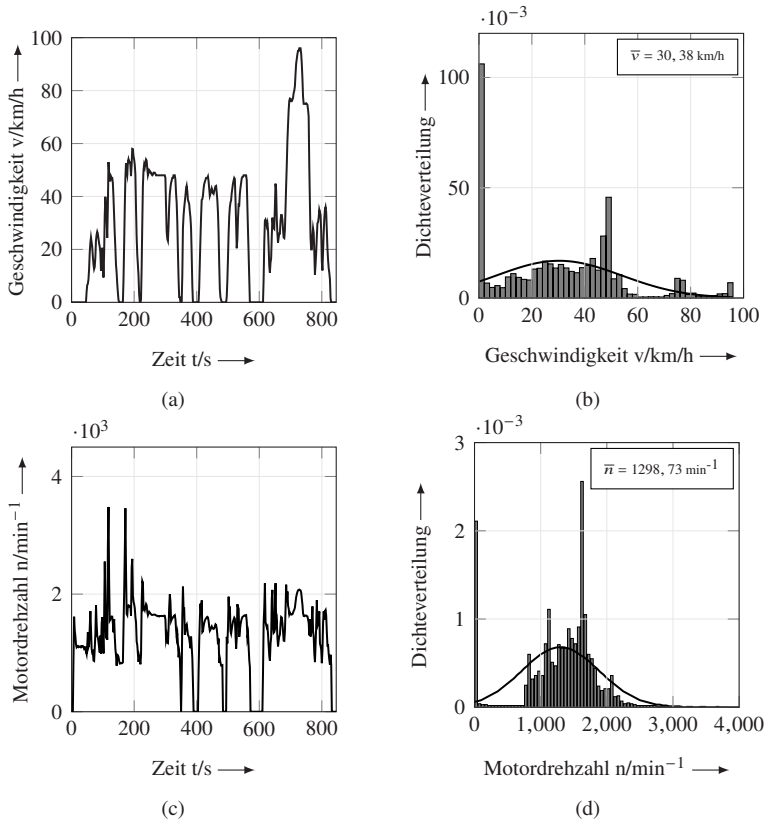 100
80
60
40
20
0
Geschwindigkeit v/km/h
0 200 400 600 800
Zeit t/s
(a)
·10⁻³
v̅ = 30, 38 km/h
100
50
0
Dichteverteilung
0 20 40 60 80 100
Geschwindigkeit v/km/h
(b)
·10³
4
2
0
Motordrehzahl n/min⁻¹
0 200 400 600 800
Zeit t/s
(c)
·10⁻³
n̅ = 1298, 73 min⁻¹
3
2
1
0
Dichteverteilung
0 1,000 2,000 3,000 4,000
Motordrehzahl n/min⁻¹
(d)